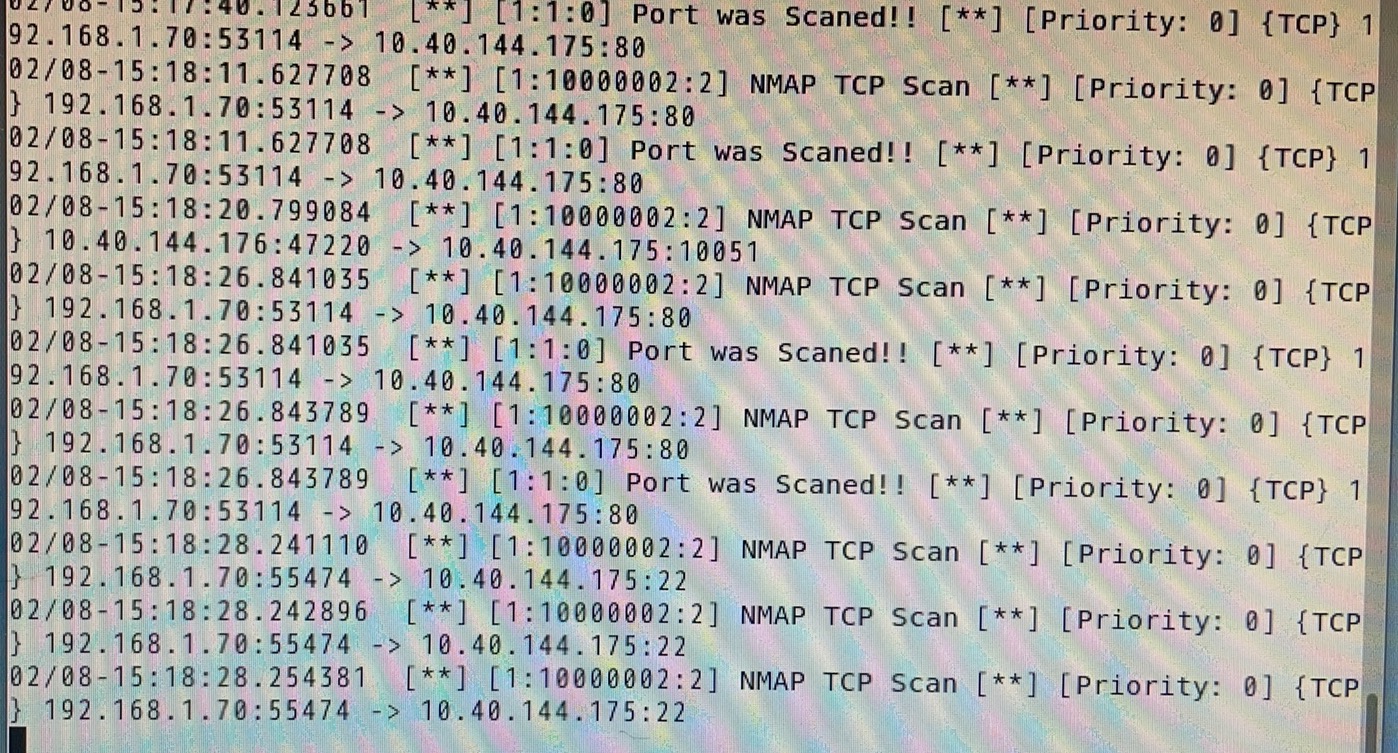 02/08-15:17:40.123661  [**] [1:1:0] Port was Scaned!! [**] [Priority: 0] {TCP} 1
92.168.1.70:53114 -> 10.40.144.175:80
02/08-15:18:11.627708  [**] [1:10000002:2] NMAP TCP Scan [**] [Priority: 0] {TCP
} 192.168.1.70:53114 -> 10.40.144.175:80
02/08-15:18:11.627708  [**] [1:1:0] Port was Scaned!! [**] [Priority: 0] {TCP} 1
92.168.1.70:53114 -> 10.40.144.175:80
02/08-15:18:20.799084  [**] [1:10000002:2] NMAP TCP Scan [**] [Priority: 0] {TCP
} 10.40.144.176:47220 -> 10.40.144.175:10051
02/08-15:18:26.841035  [**] [1:10000002:2] NMAP TCP Scan [**] [Priority: 0] {TCP
} 192.168.1.70:53114 -> 10.40.144.175:80
02/08-15:18:26.841035  [**] [1:1:0] Port was Scaned!! [**] [Priority: 0] {TCP} 1
92.168.1.70:53114 -> 10.40.144.175:80
02/08-15:18:26.843789  [**] [1:10000002:2] NMAP TCP Scan [**] [Priority: 0] {TCP
} 192.168.1.70:53114 -> 10.40.144.175:80
02/08-15:18:26.843789  [**] [1:1:0] Port was Scaned!! [**] [Priority: 0] {TCP} 1
92.168.1.70:53114 -> 10.40.144.175:80
02/08-15:18:28.241110  [**] [1:10000002:2] NMAP TCP Scan [**] [Priority: 0] {TCP
} 192.168.1.70:55474 -> 10.40.144.175:22
02/08-15:18:28.242896  [**] [1:10000002:2] NMAP TCP Scan [**] [Priority: 0] {TCP
} 192.168.1.70:55474 -> 10.40.144.175:22
02/08-15:18:28.254381  [**] [1:10000002:2] NMAP TCP Scan [**] [Priority: 0] {TCP
} 192.168.1.70:55474 -> 10.40.144.175:22